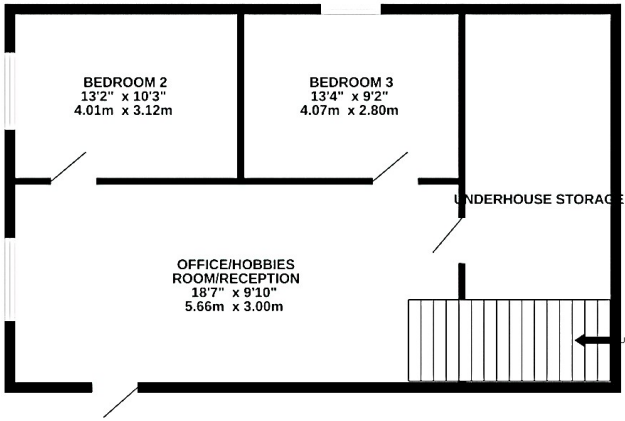 BEDROOM 2
13'2" x 10'3"
4.01m x 3.12m
BEDROOM 3
13'4" x 9'2"
4.07m x 2.80m
UNDERHOUSE STORAGE
OFFICE/HOBBIES
ROOM/RECEPTION
18'7" x 9'10"
5.66m x 3.00m